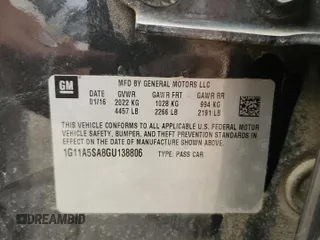 GM
MFD BY GENERAL MOTORS LLC
DATE GVWR GAWR FRT GAWR RR
01/16 2022 KG 1028 KG 994 KG
4457 LB 2266 LB 2191 LB
THIS VEHICLE CONFORMS TO ALL APPLICABLE U.S. FEDERAL MOTOR
VEHICLE SAFETY, BUMPER, AND THEFT PREVENTION STANDARDS IN
EFFECT ON THE DATE OF MANUFACTURE SHOWN ABOVE.
1G11A5SA8GU138806 TYPE: PASS CAR
DREAMBID